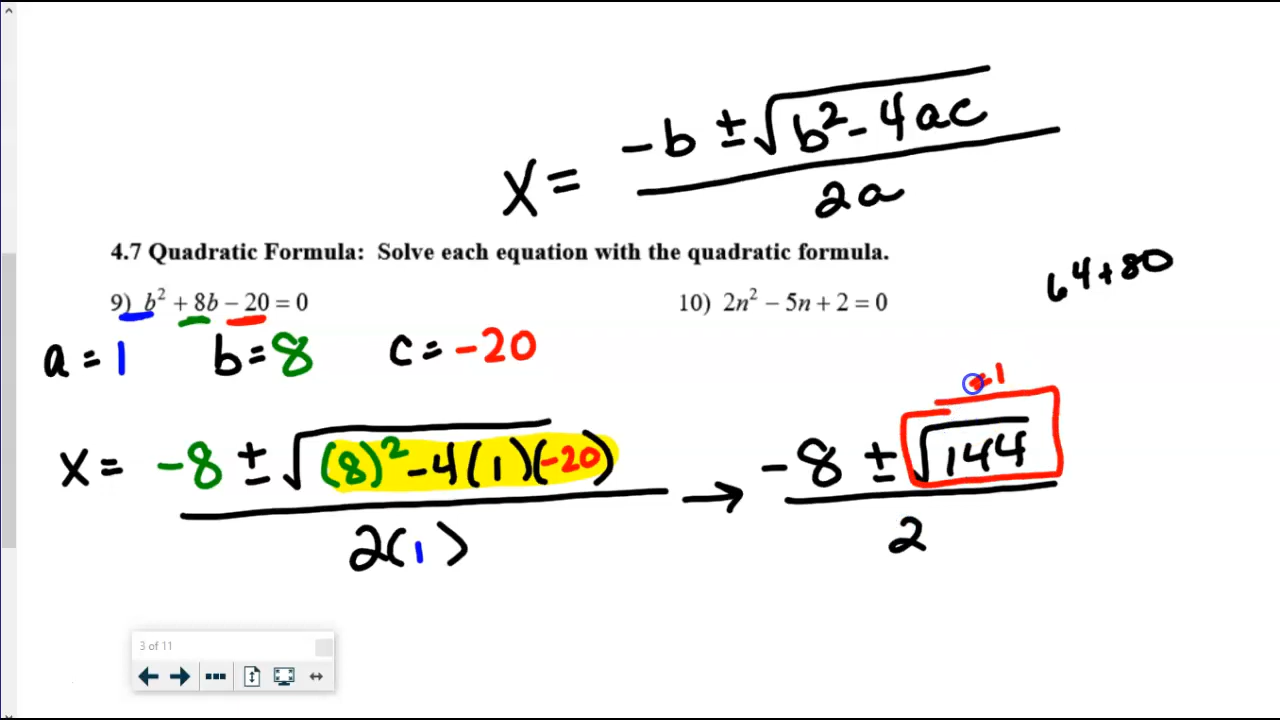 x = -b ± √b² - 4ac
2a
4.7 Quadratic Formula: Solve each equation with the quadratic formula.
9) b² + 8b - 20 = 0
10) 2n² - 5n + 2 = 0
64+80
a = 1 b = 8 c = -20
x = -8 ± √(8)² - 4(1)(-20)
2(1)
→ -8 ± √144
2
3 of 11